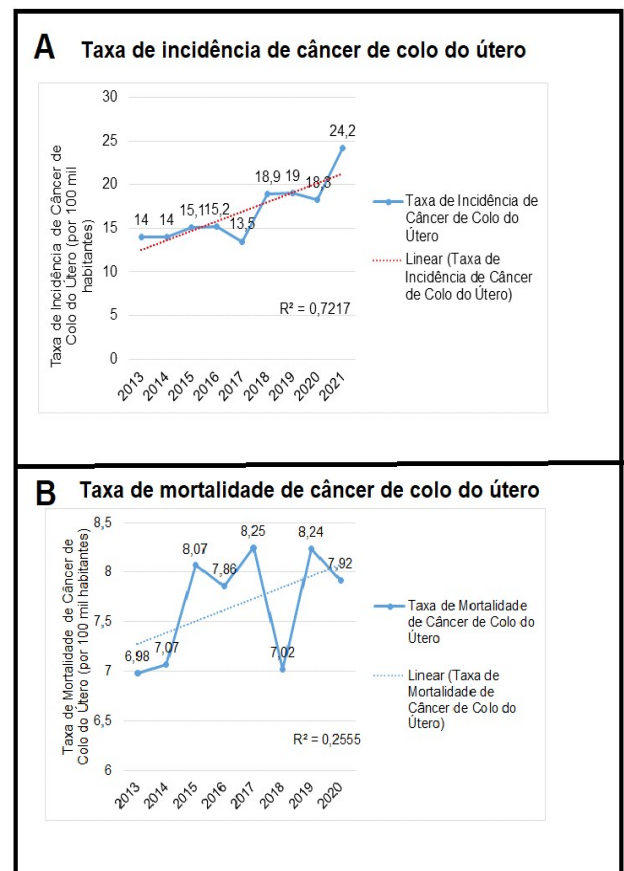 A Taxa de incidência de câncer de colo do útero
Taxa de Incidência de Câncer de
Colo do Útero (por 100 mil
habitantes)
30
25
20
15
10
5
0
14
14
15,1
15,2
13,5
18,9
19
18,3
24,2
R² = 0,7217
2013
2014
2015
2016
2017
2018
2019
2020
2021
Taxa de Incidência de
Câncer de Colo do
Útero
Linear (Taxa de
Incidência de Câncer
de Colo do Útero)
B Taxa de mortalidade de câncer de colo do útero
Taxa de Mortalidade de Câncer de
Colo do Útero (por 100 mil habitantes)
8,5
8
7,5
7
6,5
6
6,98
7,07
8,07
7,86
8,25
7,02
8,24
7,92
R² = 0,2555
2013
2014
2015
2016
2017
2018
2019
2020
Taxa de Mortalidade
de Câncer de Colo do
Útero
Linear (Taxa de
Mortalidade de
Câncer de Colo do
Útero)